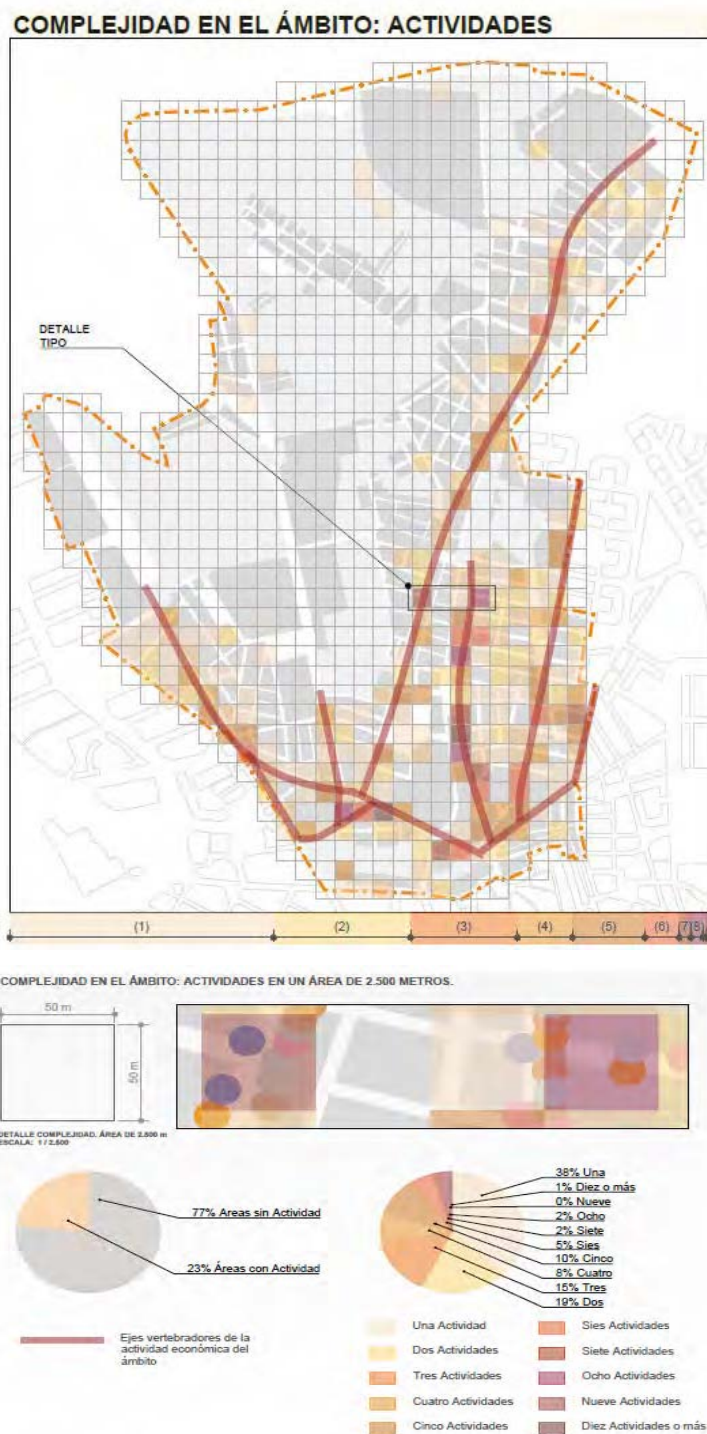 COMPLEJIDAD EN EL ÁMBITO: ACTIVIDADES
DETALLE
TIPO
(1)
(2)
(3)
(4)
(5)
(6)
(7)
(8)
COMPLEJIDAD EN EL ÁMBITO: ACTIVIDADES EN UN ÁREA DE 2.500 METROS.
50 m
50 m
DETALLE COMPLEJIDAD. ÁREA DE 2.500 m
ESCALA: 1 / 2.500
77% Areas sin Actividad
23% Áreas con Actividad
38% Una
1% Diez o más
0% Nueve
2% Ocho
2% Siete
5% Sies
10% Cinco
8% Cuatro
15% Tres
19% Dos
Ejes vertebradores de la
actividad económica del
ámbito
Una Actividad
Dos Actividades
Tres Actividades
Cuatro Actividades
Cinco Actividades
Sies Actividades
Siete Actividades
Ocho Actividades
Nueve Actividades
Diez Actividades o más